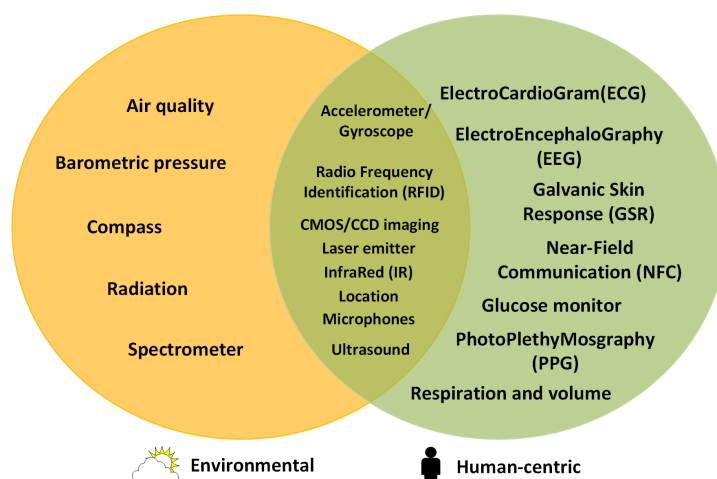 Air quality
Barometric pressure
Compass
Radiation
Spectrometer
Accelerometer/
Gyroscope
Radio Frequency
Identification (RFID)
CMOS/CCD imaging
Laser emitter
InfraRed (IR)
Location
Microphones
Ultrasound
ElectroCardioGram(ECG)
ElectroEncephaloGraphy
(EEG)
Galvanic Skin
Response (GSR)
Near-Field
Communication (NFC)
Glucose monitor
PhotoPlethyMosgraphy
(PPG)
Respiration and volume
Environmental
Human-centric